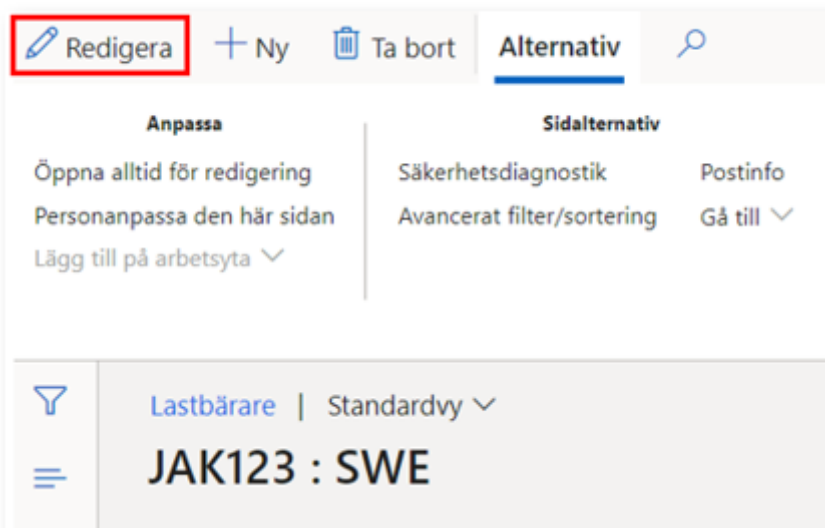 Redigera Ny Ta bort Alternativ
Anpassa
Öppna alltid för redigering
Personanpassa den här sidan
Lägg till på arbetsyta
Sidalternativ
Säkerhetsdiagnostik Postinfo
Avancerat filter/sortering Gå till
Lastbärare | Standardvy
JAK123 : SWE